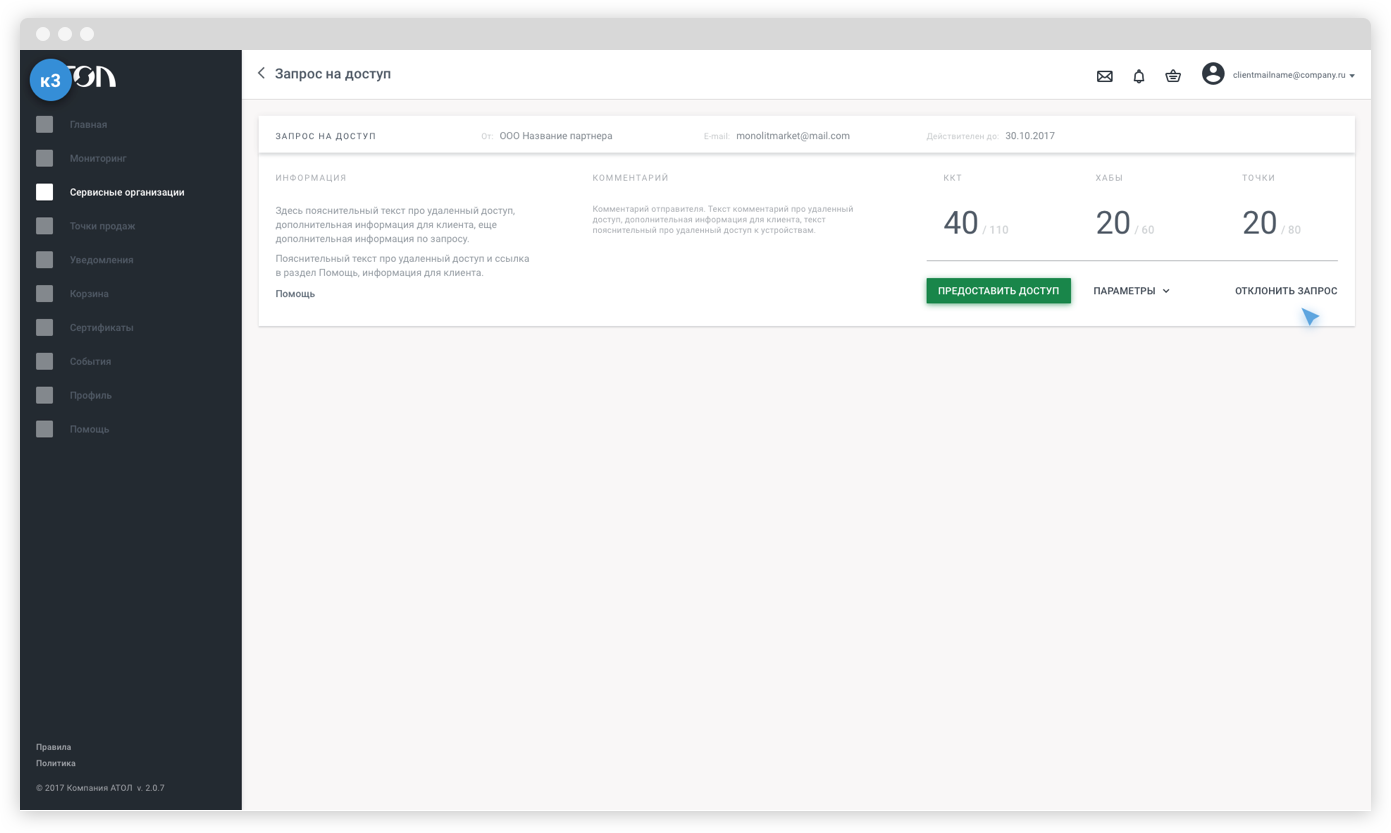 к3
Запрос на доступ
clientmailname@company.ru
Главная
Мониторинг
Сервисные организации
Точки продаж
Уведомления
Корзина
Сертификаты
События
Профиль
Помощь
Правила
Политика
© 2017 Компания АТОЛ v. 2.0.7
ЗАПРОС НА ДОСТУП
От: ООО Название партнера
E-mail: monolitmarket@mail.com
Действителен до: 30.10.2017
ИНФОРМАЦИЯ
Здесь пояснительный текст про удаленный доступ,
дополнительная информация для клиента, еще
дополнительная информация по запросу.
Пояснительный текст про удаленный доступ и ссылка
в раздел Помощь, информация для клиента.
Помощь
КОММЕНТАРИЙ
Комментарий отправителя. Текст комментарий про удаленный
доступ, дополнительная информация для клиента, текст
пояснительный про удаленный доступ к устройствам.
ККТ
40 / 110
ХАБЫ
20 / 60
ТОЧКИ
20 / 80
ПРЕДОСТАВИТЬ ДОСТУП
ПАРАМЕТРЫ
ОТКЛОНИТЬ ЗАПРОС